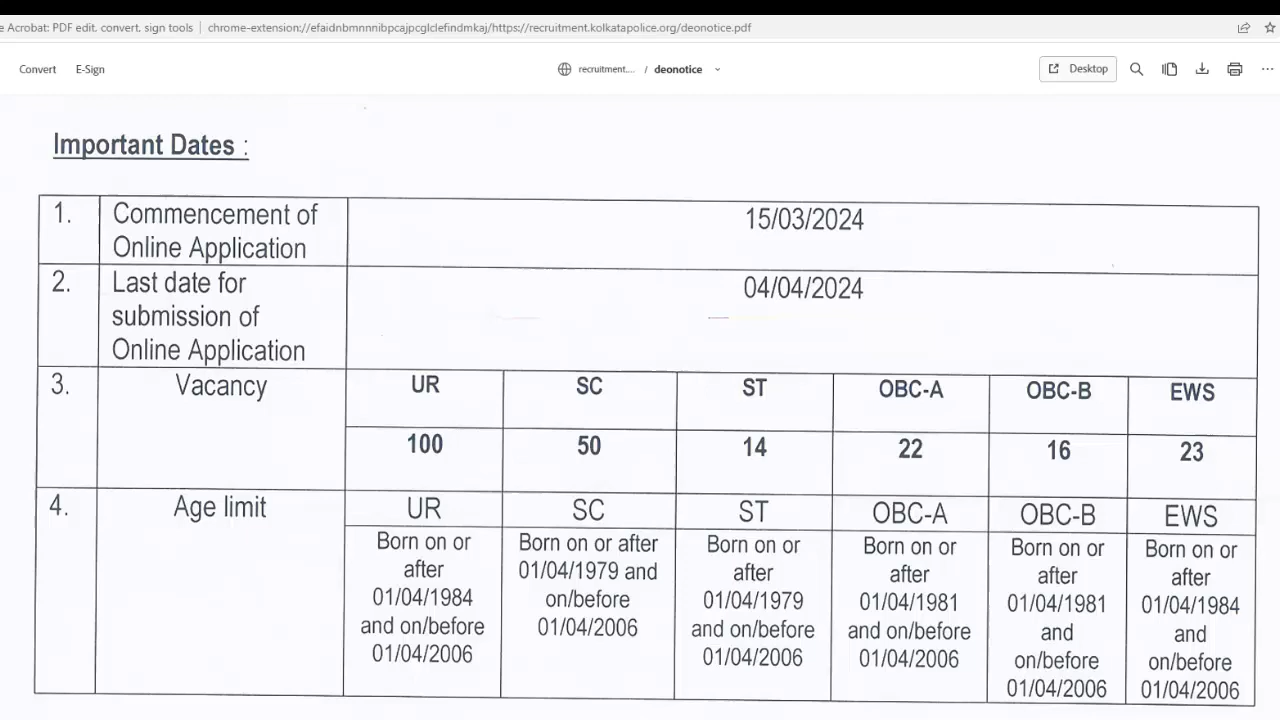 e Acrobat: PDF edit, convert, sign tools | chrome-extension://efaidnbmnnnibpcajpcglclefindmkaj/https://recruitment.kolkatapolice.org/deonotice.pdf
Convert E-Sign recruitment.... / deonotice Desktop
Important Dates :
1. Commencement of Online Application 15/03/2024
2. Last date for submission of Online Application 04/04/2024
3. Vacancy UR SC ST OBC-A OBC-B EWS
100 50 14 22 16 23
4. Age limit UR SC ST OBC-A OBC-B EWS
Born on or after 01/04/1984 and on/before 01/04/2006
Born on or after 01/04/1979 and on/before 01/04/2006
Born on or after 01/04/1979 and on/before 01/04/2006
Born on or after 01/04/1981 and on/before 01/04/2006
Born on or after 01/04/1981 and on/before 01/04/2006
Born on or after 01/04/1984 and on/before 01/04/2006